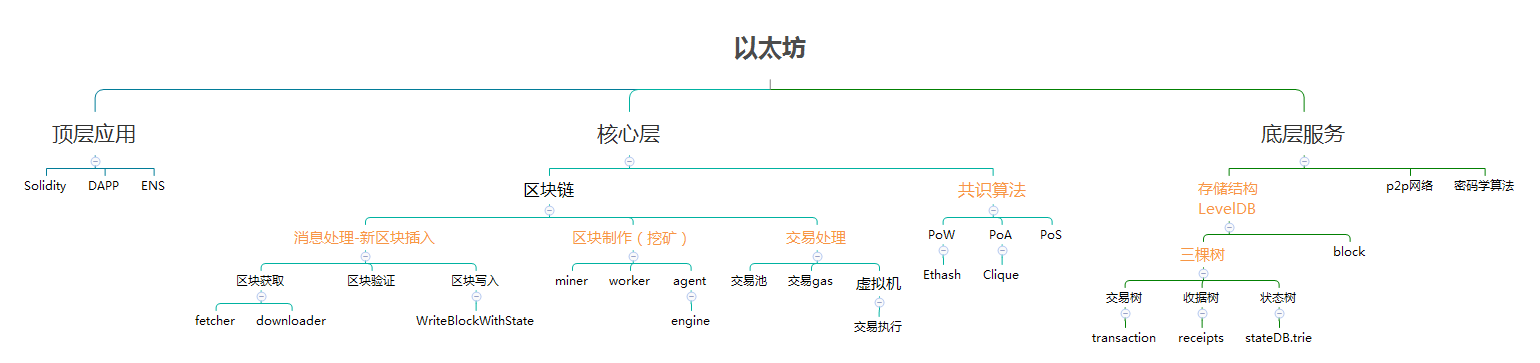 以太坊
顶层应用
核心层
底层服务
Solidity
DAPP
ENS
区块链
共识算法
存储结构
LevelDB
p2p网络
密码学算法
消息处理-新区块插入
区块制作（挖矿）
交易处理
PoW
PoA
PoS
三棵树
block
区块获取
区块验证
区块写入
miner
worker
agent
交易池
交易gas
虚拟机
Ethash
Clique
交易树
收据树
状态树
fetcher
downloader
WriteBlockWithState
engine
交易执行
transaction
receipts
stateDB.trie